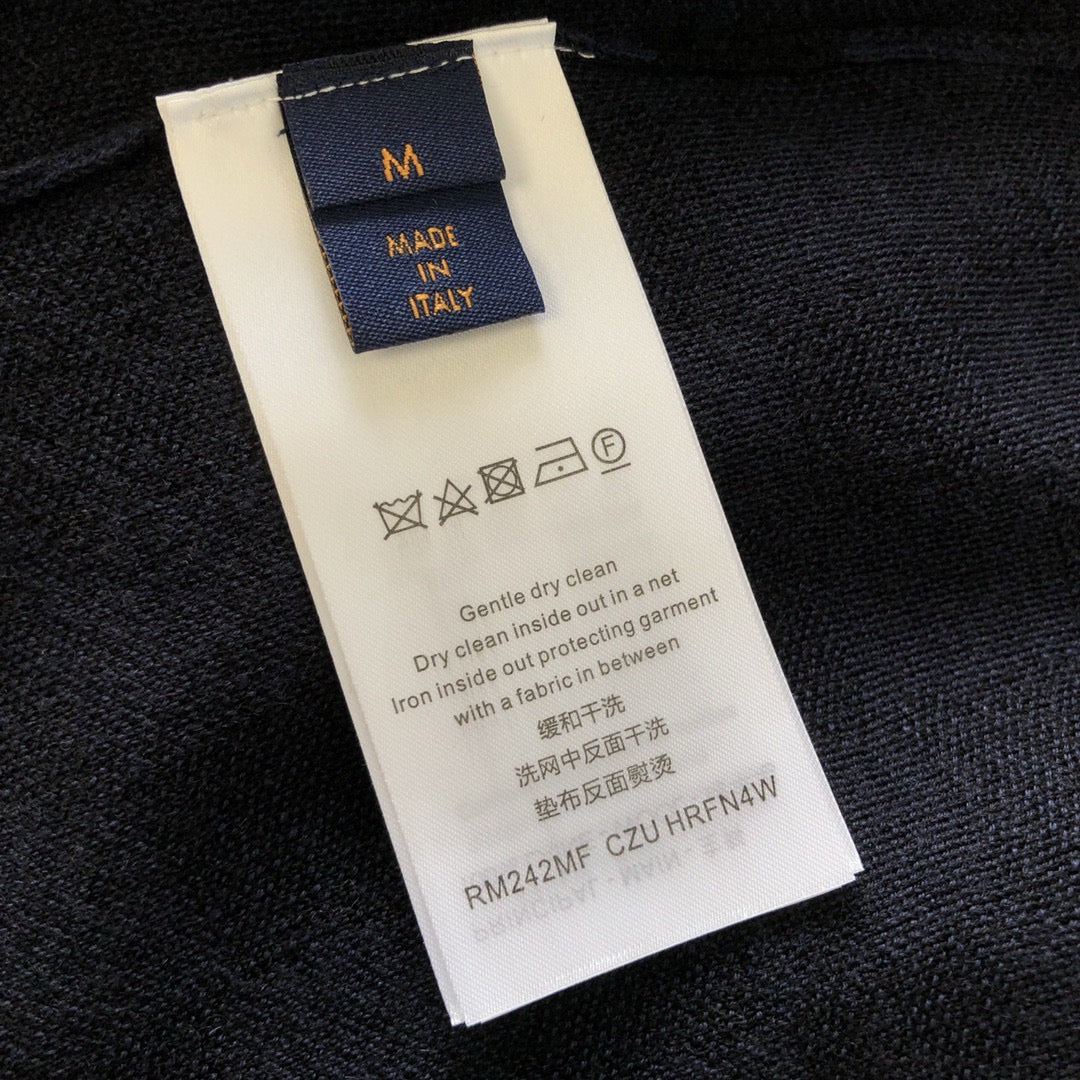 M
MADE
IN
ITALY
F
Gentle dry clean
Dry clean inside out in a net
Iron inside out protecting garment
with a fabric in between
缓和干洗
洗网中反面干洗
垫布反面熨烫
RM242MF CZU HRFN4W
PRINCIPAL - MAIN :